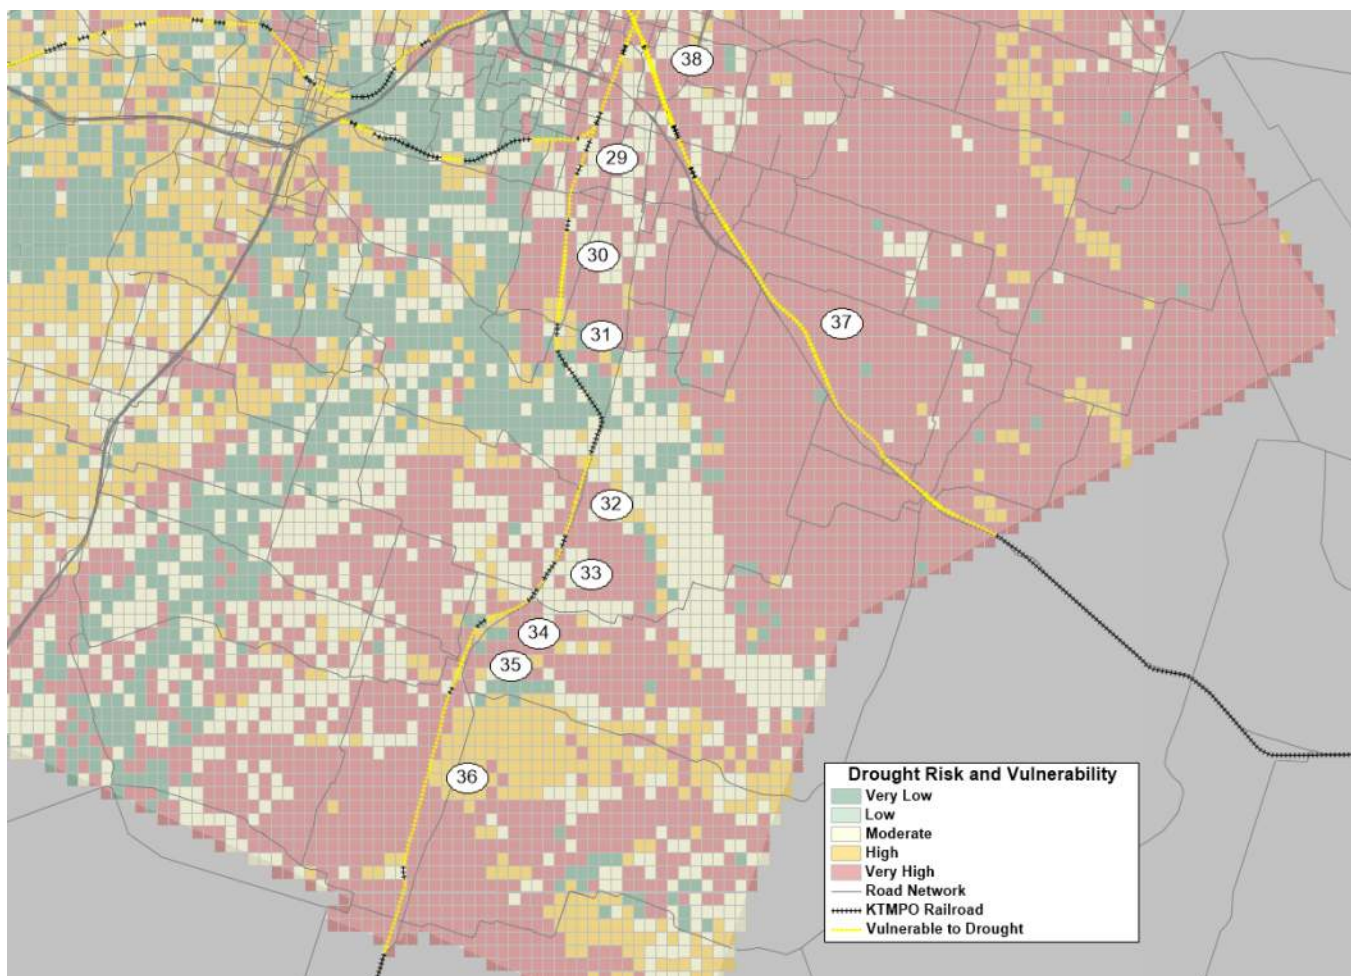 38
29
30
37
31
32
33
34
35
36
Drought Risk and Vulnerability
Very Low
Low
Moderate
High
Very High
Road Network
KTMPO Railroad
Vulnerable to Drought